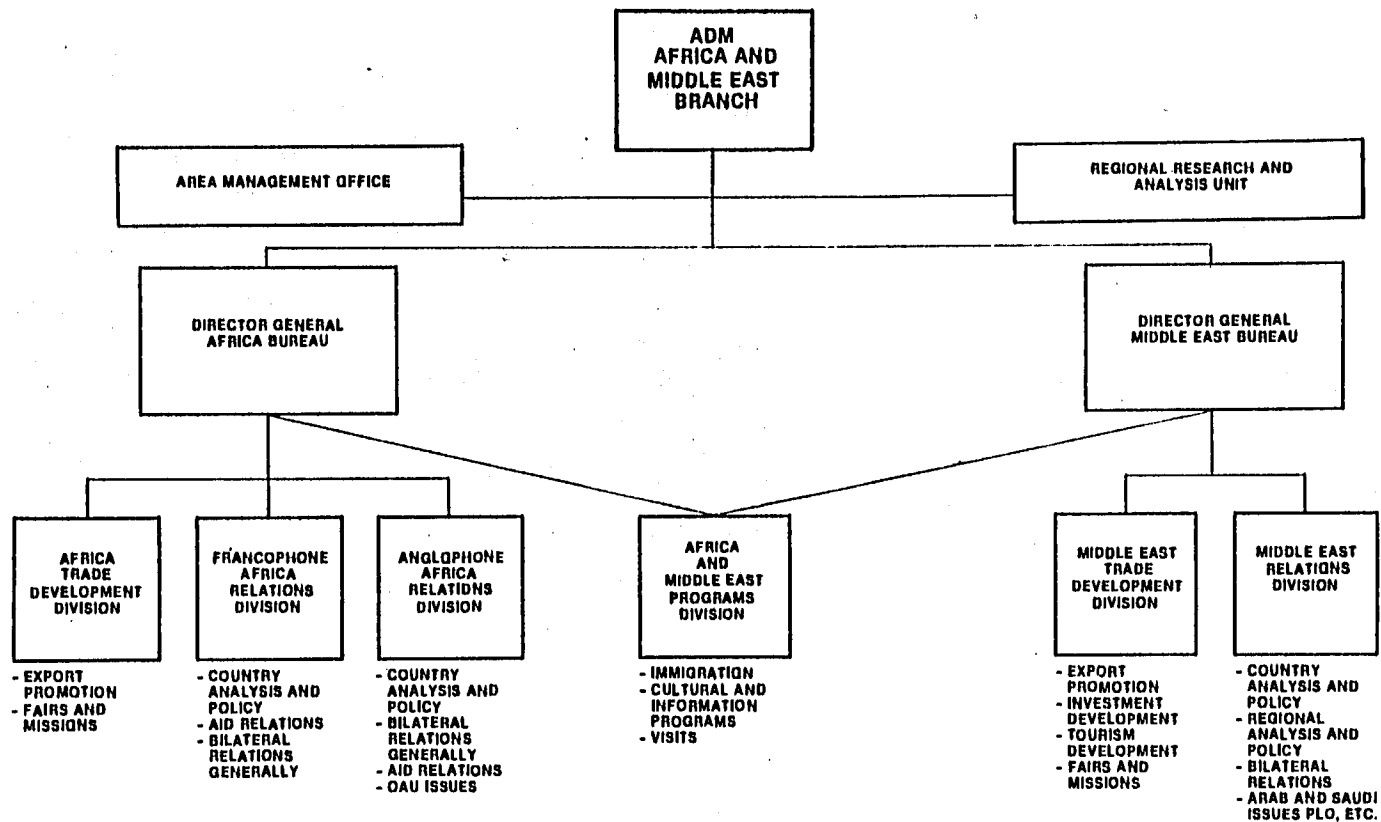 ADM
AFRICA AND
MIDDLE EAST
BRANCH
AREA MANAGEMENT OFFICE
REGIONAL RESEARCH AND
ANALYSIS UNIT
DIRECTOR GENERAL
AFRICA BUREAU
DIRECTOR GENERAL
MIDDLE EAST BUREAU
AFRICA
TRADE
DEVELOPMENT
DIVISION
- EXPORT
PROMOTION
- FAIRS AND
MISSIONS
FRANCOPHONE
AFRICA
RELATIONS
DIVISION
- COUNTRY
ANALYSIS AND
POLICY
- AID RELATIONS
- BILATERAL
RELATIONS
GENERALLY
ANGLOPHONE
AFRICA
RELATIONS
DIVISION
- COUNTRY
ANALYSIS AND
POLICY
- BILATERAL
RELATIONS
GENERALLY
- AID RELATIONS
- OAU ISSUES
AFRICA
AND
MIDDLE EAST
PROGRAMS
DIVISION
- IMMIGRATION
- CULTURAL AND
INFORMATION
PROGRAMS
- VISITS
MIDDLE EAST
TRADE
DEVELOPMENT
DIVISION
- EXPORT
PROMOTION
- INVESTMENT
DEVELOPMENT
- TOURISM
DEVELOPMENT
- FAIRS AND
MISSIONS
MIDDLE EAST
RELATIONS
DIVISION
- COUNTRY
ANALYSIS AND
POLICY
- REGIONAL
ANALYSIS AND
POLICY
- BILATERAL
RELATIONS
- ARAB AND SAUDI
ISSUES PLO, ETC.